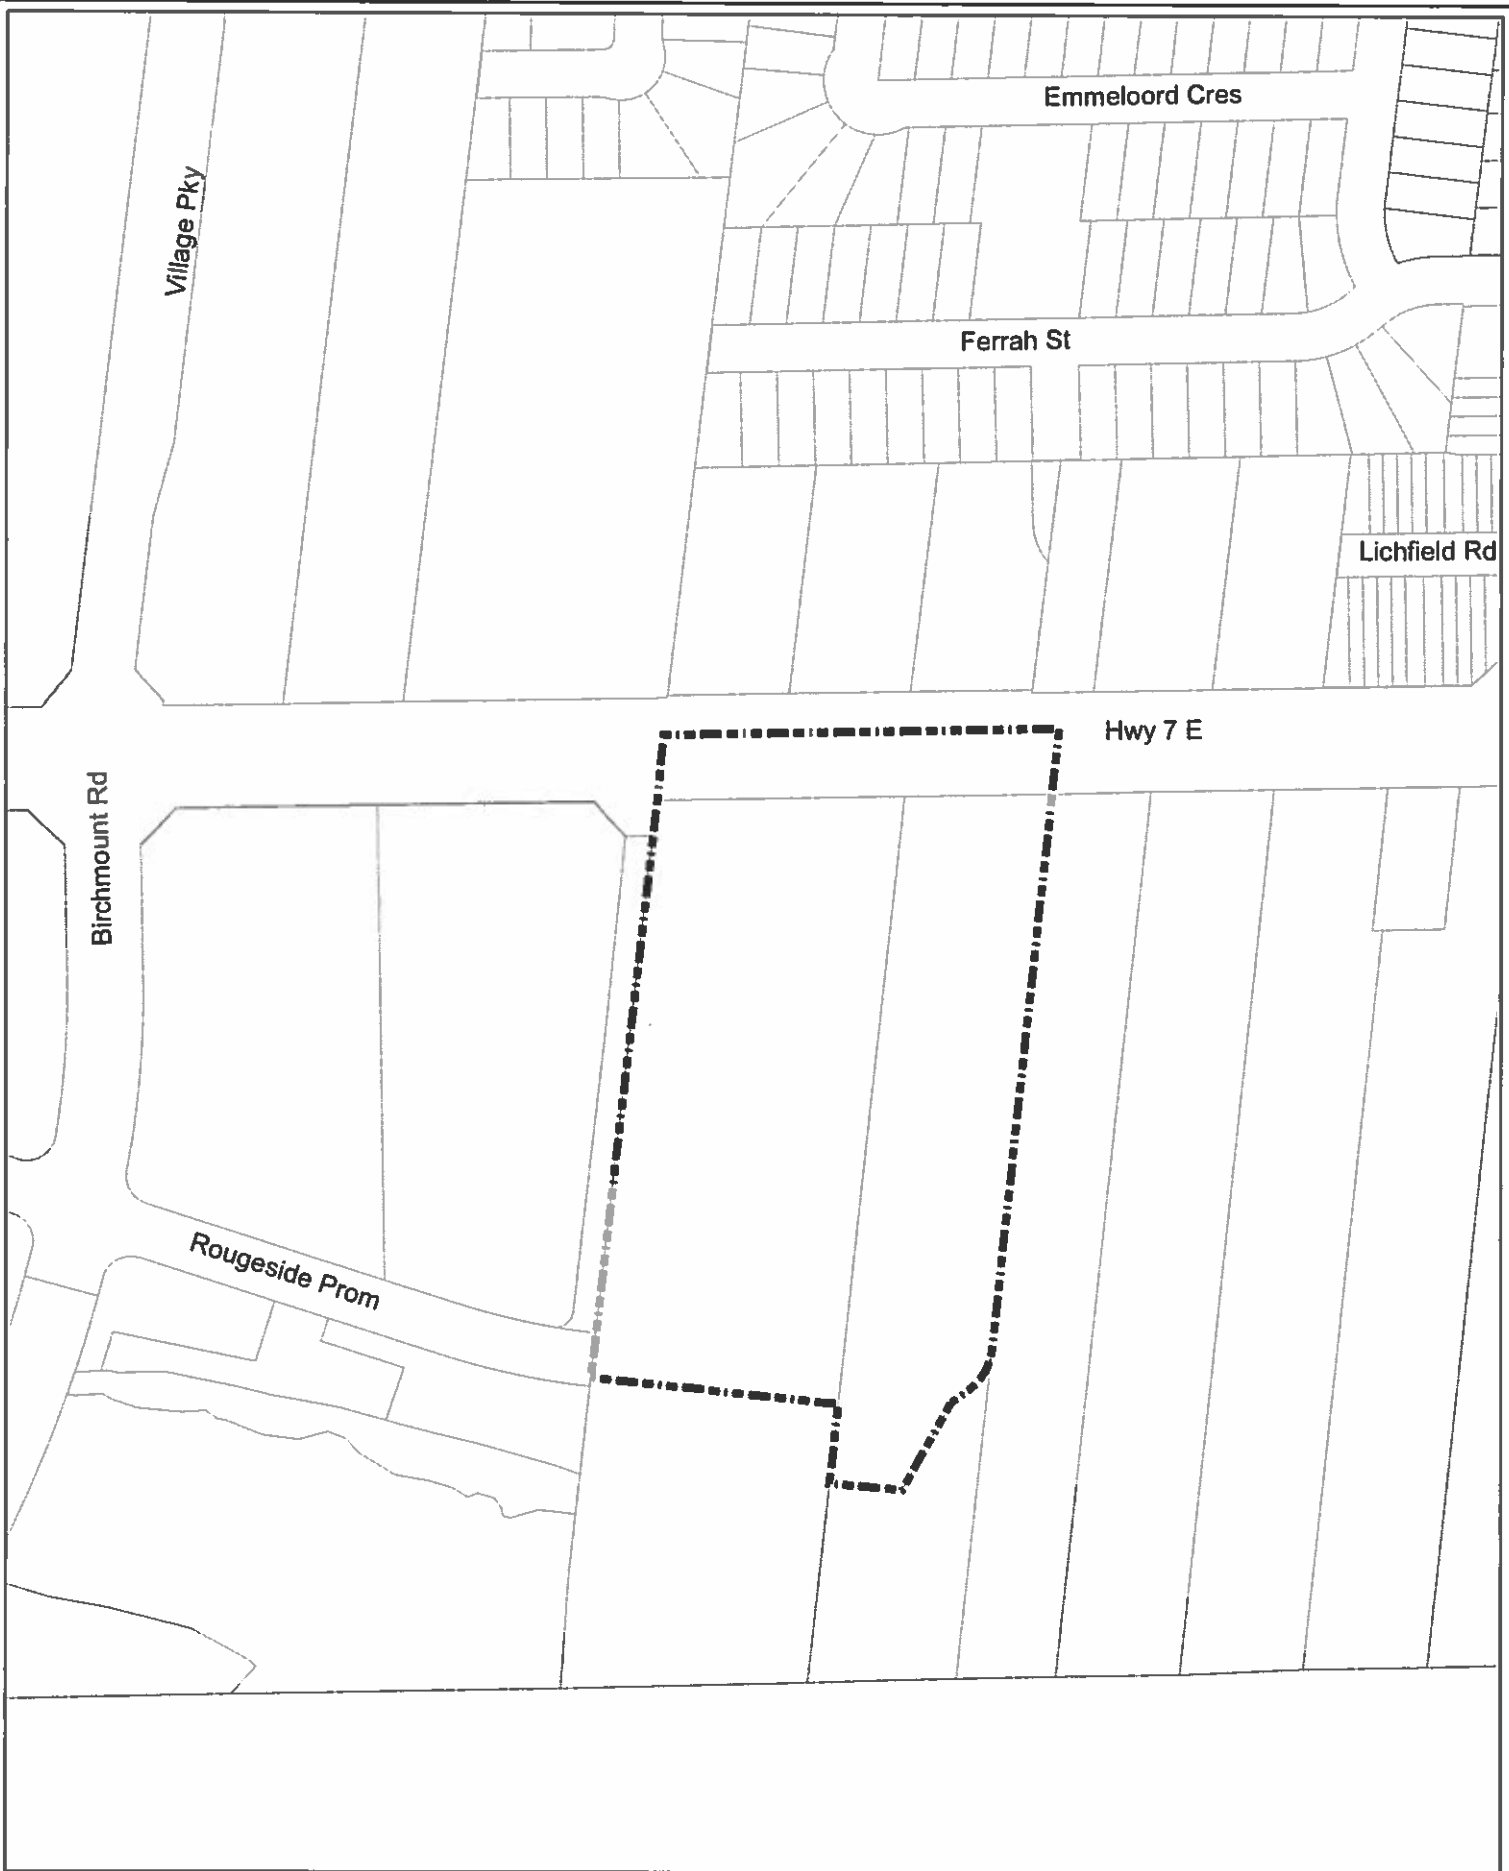 Emmeloord Cres
Village Pky
Ferrah St
Lichfield Rd
Hwy 7 E
Birchmount Rd
Rougeside Prom